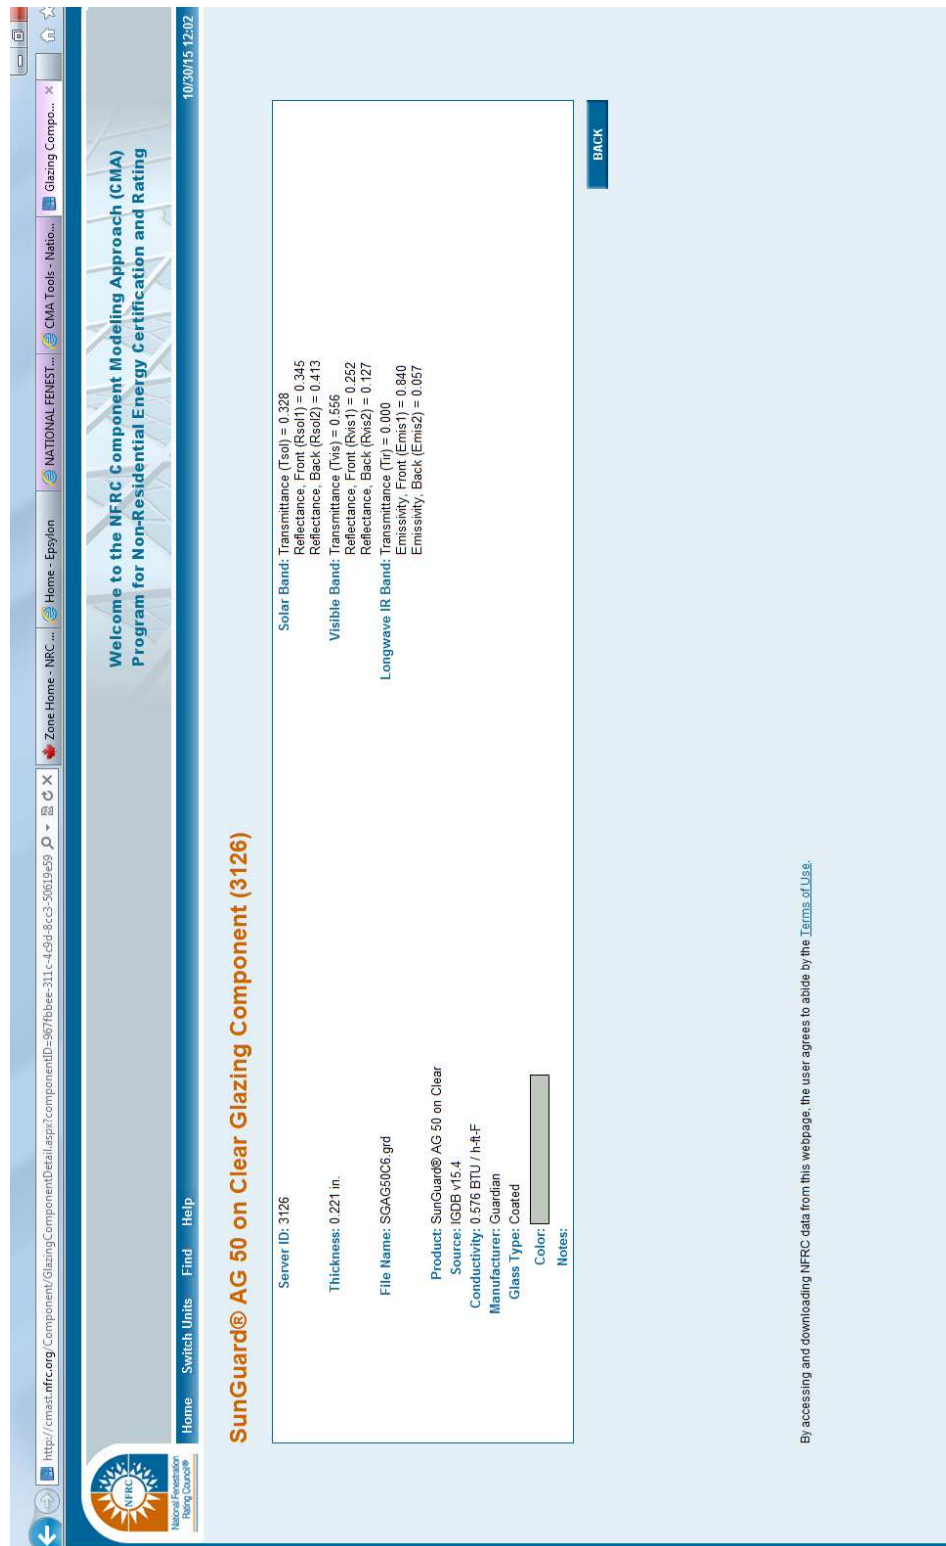 http://cmast.nfrc.org/Component/GlazingComponentDetail.aspx?componentID=967fbbee-311c-4c9d-8cc3-50619e59
Zone Home - NRC ...
Home - Epsylon
NATIONAL FENEST...
CMA Tools - Natio...
Glazing Compo...
NFRC
National Fenestration
Rating Council®
Welcome to the NFRC Component Modeling Approach (CMA)
Program for Non-Residential Energy Certification and Rating
Home Switch Units Find Help 10/30/15 12:02
SunGuard® AG 50 on Clear Glazing Component (3126)
Server ID: 3126
Thickness: 0.221 in.
File Name: SGAG50C6.grd
Product: SunGuard® AG 50 on Clear
Source: IGDB v15.4
Conductivity: 0.576 BTU / h-ft-F
Manufacturer: Guardian
Glass Type: Coated
Color:
Notes:
Solar Band: Transmittance (Tsol) = 0.328
Reflectance, Front (Rsol1) = 0.345
Reflectance, Back (Rsol2) = 0.413
Visible Band: Transmittance (Tvis) = 0.556
Reflectance, Front (Rvis1) = 0.252
Reflectance, Back (Rvis2) = 0.127
Longwave IR Band: Transmittance (Tir) = 0.000
Emissivity, Front (Emis1) = 0.840
Emissivity, Back (Emis2) = 0.057
BACK
By accessing and downloading NFRC data from this webpage, the user agrees to abide by the Terms of Use.